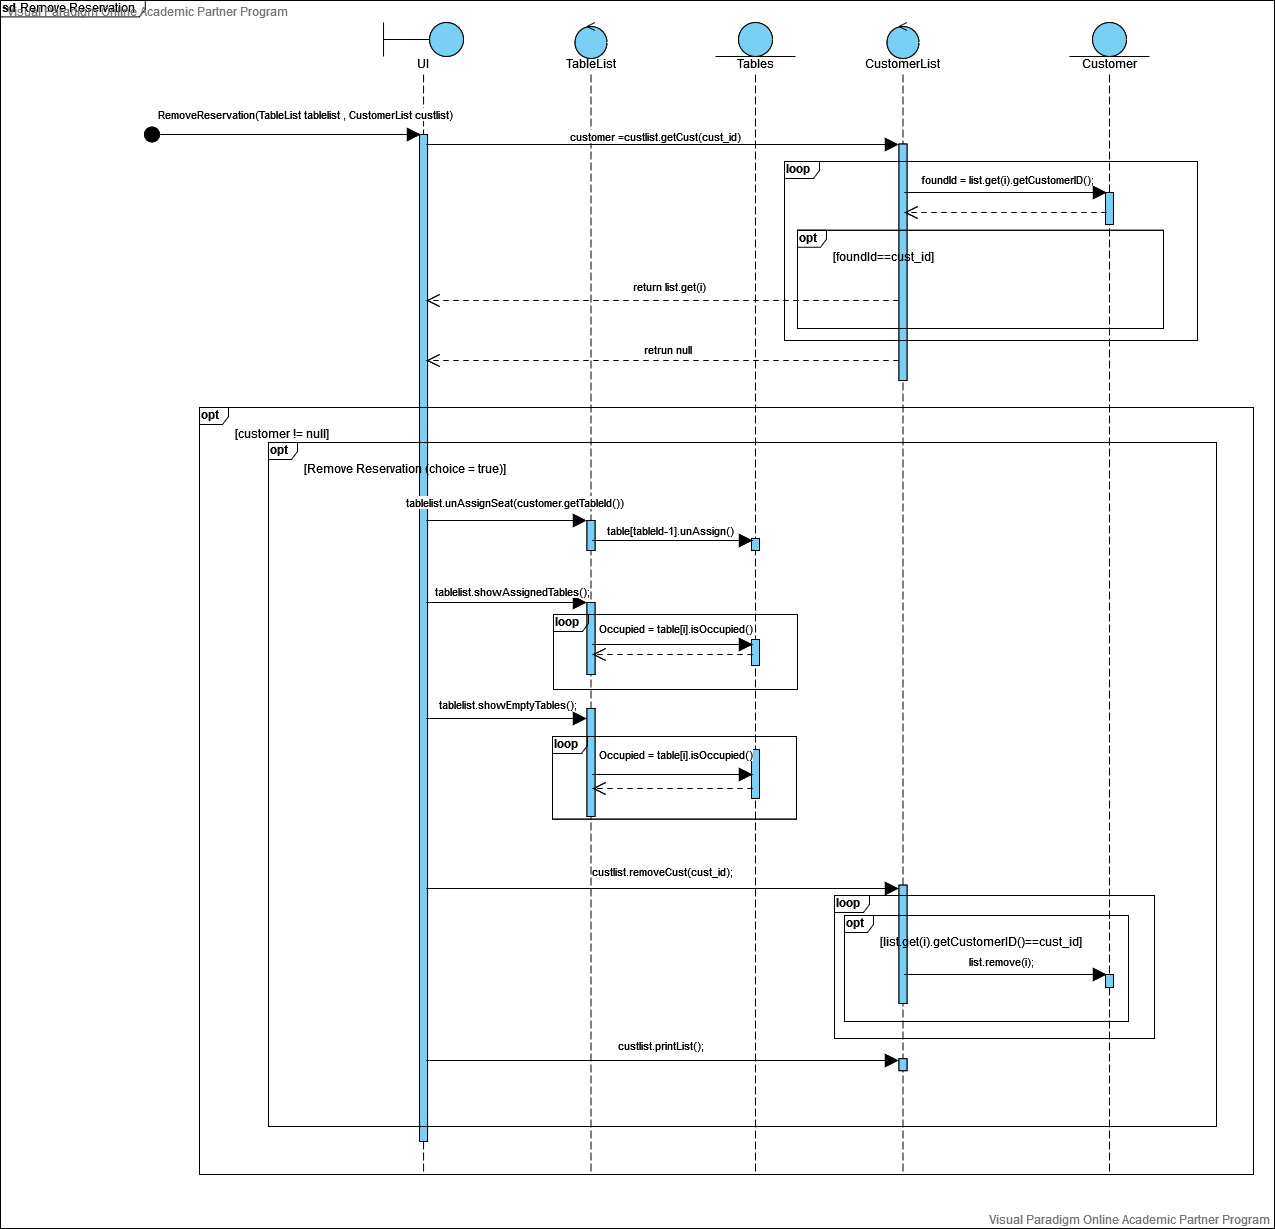 sd Remove Reservation
Visual Paradigm Online Academic Partner Program
UI
TableList
Tables
CustomerList
Customer
RemoveReservation(TableList tablelist , CustomerList custlist)
customer =custlist.getCust(cust_id)
loop
foundId = list.get(i).getCustomerID();
opt
[foundId==cust_id]
return list.get(i)
retrun null
opt
[customer != null]
opt
[Remove Reservation (choice = true)]
tablelist.unAssignSeat(customer.getTableId())
table[tableId-1].unAssign()
tablelist.showAssignedTables();
loop
Occupied = table[i].isOccupied()
tablelist.showEmptyTables();
loop
Occupied = table[i].isOccupied()
custlist.removeCust(cust_id);
loop
opt
[list.get(i).getCustomerID()==cust_id]
list.remove(i);
custlist.printList();
Visual Paradigm Online Academic Partner Program